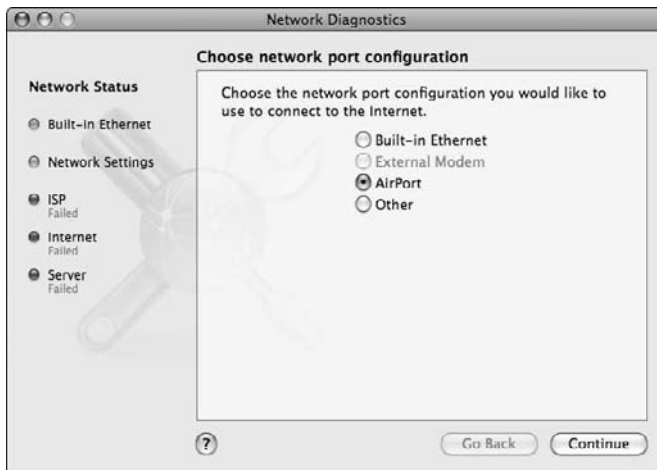 Network Diagnostics
Choose network port configuration
Network Status
Built-in Ethernet
Network Settings
ISP
Failed
Internet
Failed
Server
Failed
Choose the network port configuration you would like to
use to connect to the Internet.
Built-in Ethernet
External Modem
AirPort
Other
?
Go Back
Continue